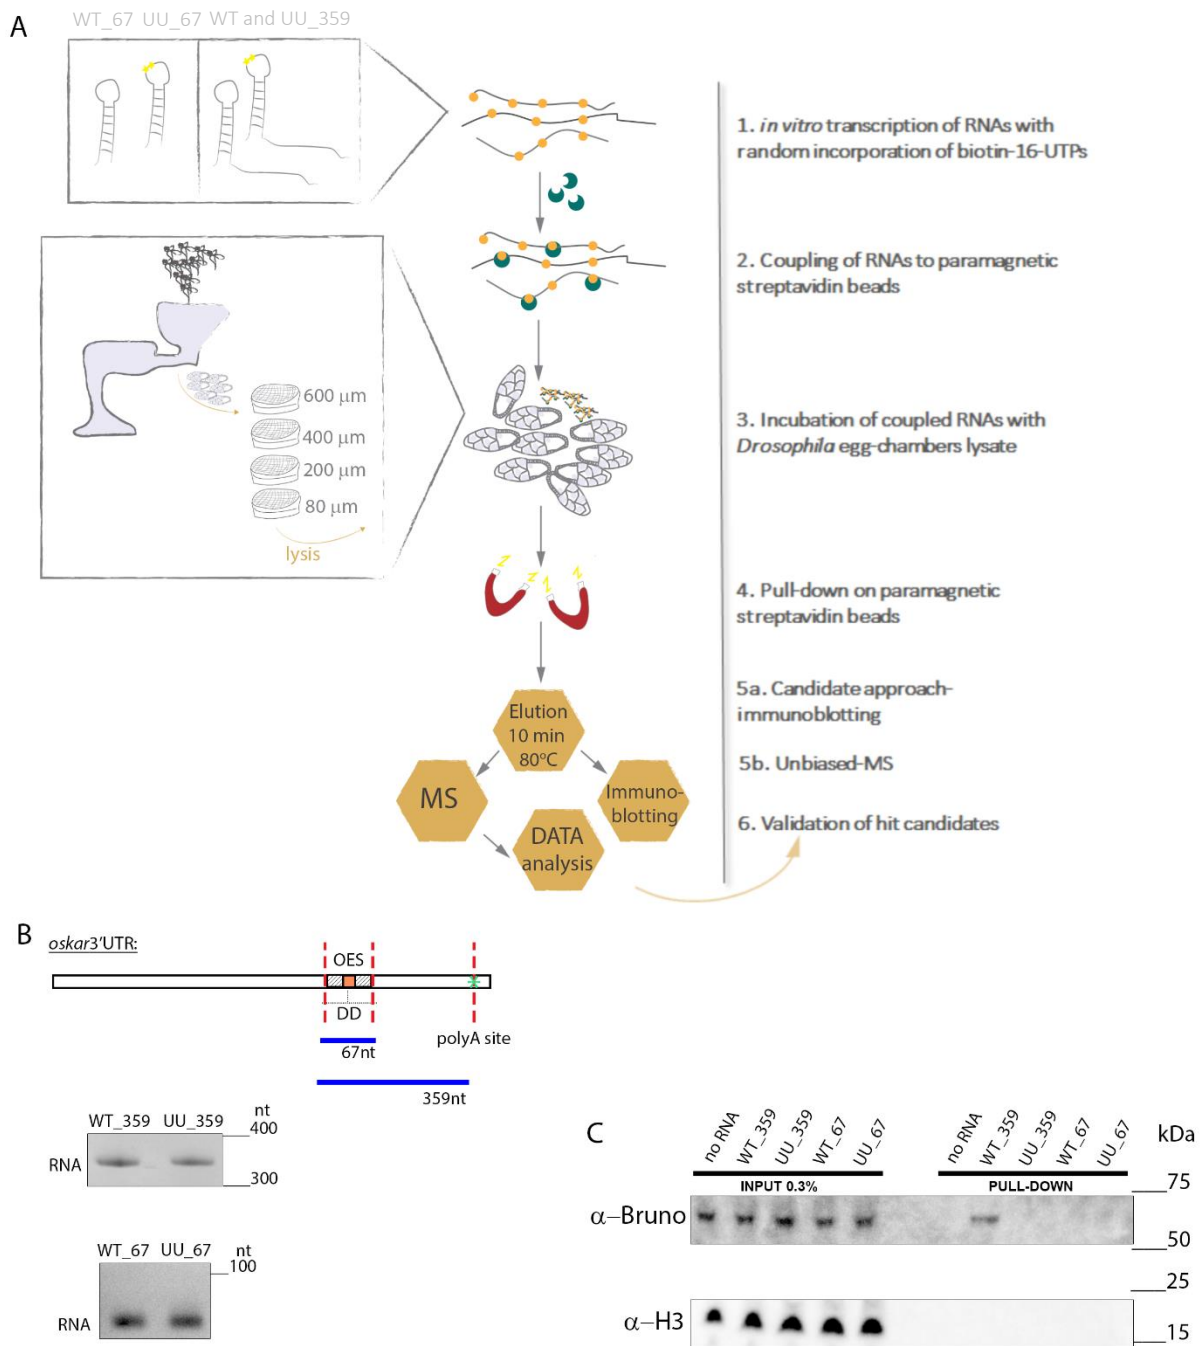 A
WT_67 UU_67 WT and UU_359
1. in vitro transcription of RNAs with
random incorporation of biotin-16-UTPs
2. Coupling of RNAs to paramagnetic
streptavidin beads
600 µm
400 µm
200 µm
80 µm
lysis
3. Incubation of coupled RNAs with
Drosophila egg-chambers lysate
4. Pull-down on paramagnetic
streptavidin beads
Elution
10 min
80°C
MS
Immuno-
blotting
DATA
analysis
5a. Candidate approach-
immunoblotting
5b. Unbiased-MS
6. Validation of hit candidates
B
oskar3'UTR:
OES
DD
polyA site
67nt
359nt
WT_359 UU_359 nt
400
RNA
300
WT_67 UU_67 nt
100
RNA
C
no RNA WT_359 UU_359 WT_67 UU_67 no RNA WT_359 UU_359 WT_67 UU_67 kDa
INPUT 0.3% PULL-DOWN
75
α–Bruno
50
25
α–H3
15